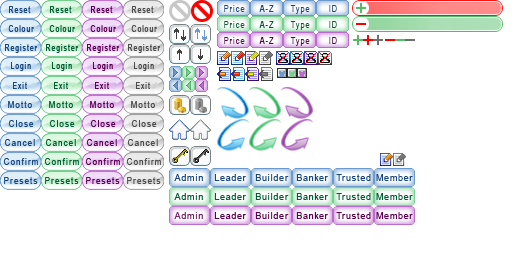 Reset Reset Reset Reset
Colour Colour Colour Colour
Register Register Register Register
Login Login Login Login
Exit Exit Exit Exit
Motto Motto Motto Motto
Close Close Close Close
Cancel Cancel Cancel Cancel
Confirm Confirm Confirm Confirm
Presets Presets Presets Presets
Price A-Z Type ID
Price A-Z Type ID
Price A-Z Type ID
Admin Leader Builder Banker Trusted Member
Admin Leader Builder Banker Trusted Member
Admin Leader Builder Banker Trusted Member